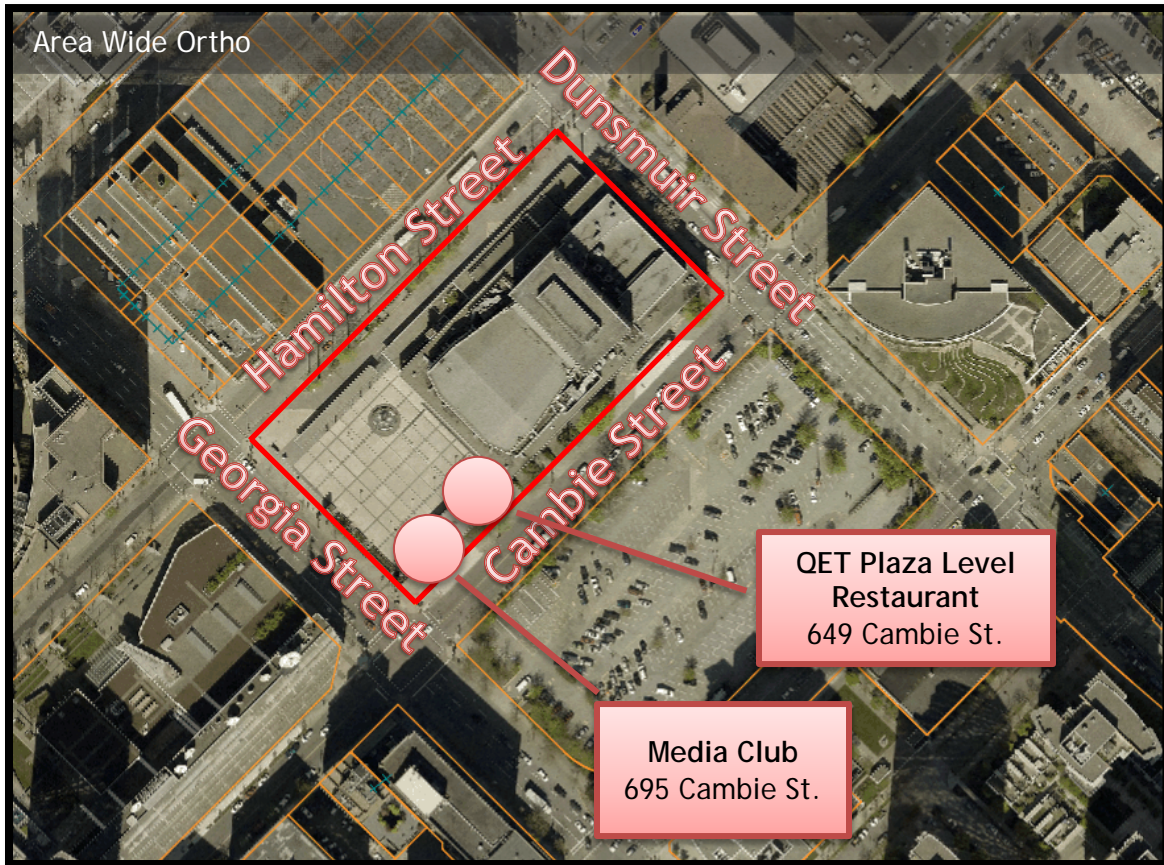 Area Wide Ortho
Dunsmuir Street
Hamilton Street
Georgia Street
Cambie Street
QET Plaza Level
Restaurant
649 Cambie St.
Media Club
695 Cambie St.